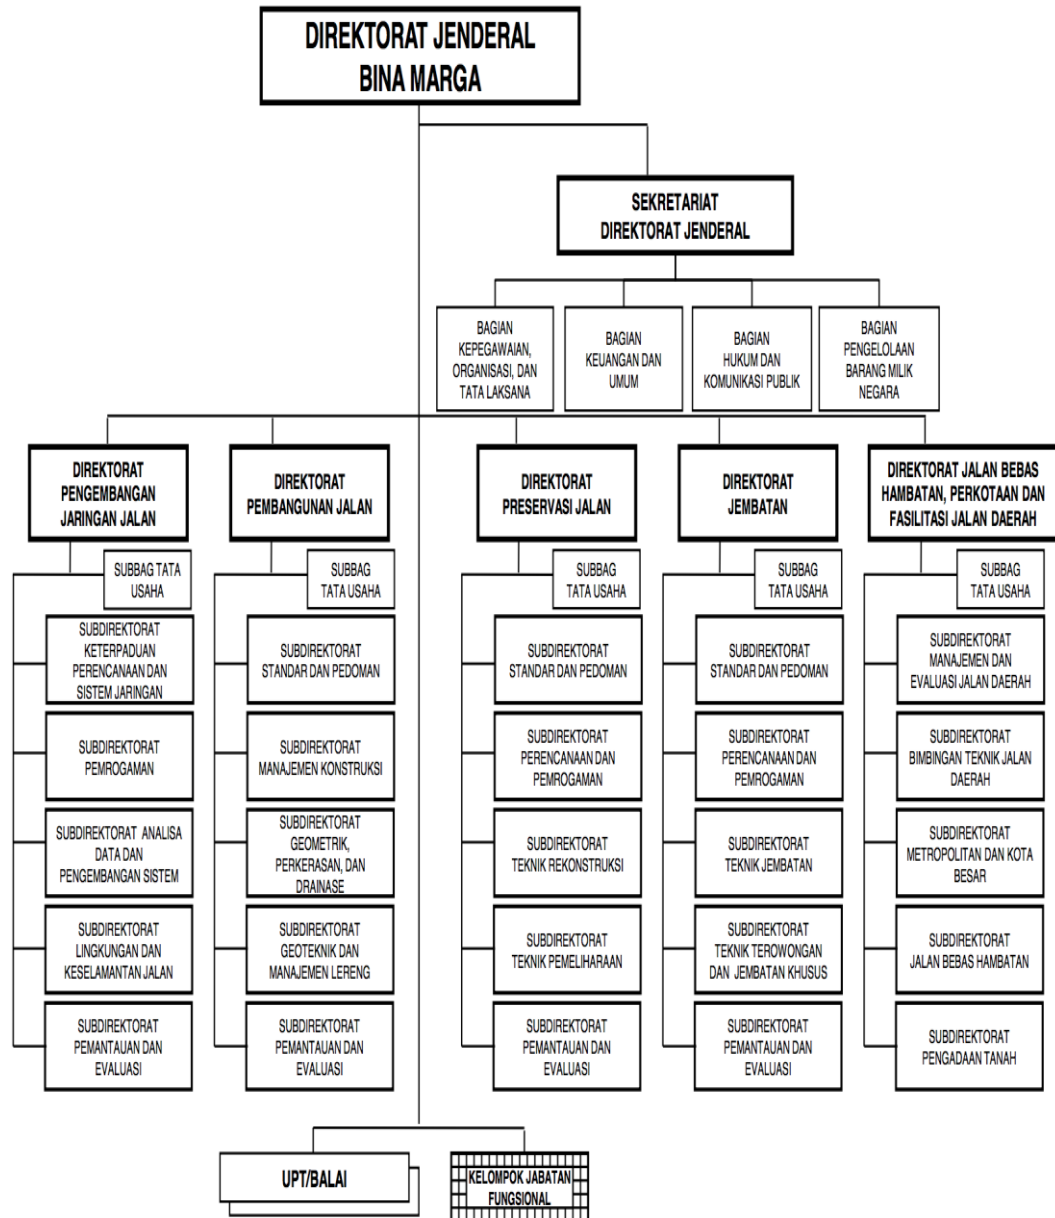 DIREKTORAT JENDERAL
BINA MARGA
SEKRETARIAT
DIREKTORAT JENDERAL
BAGIAN
KEPEGAWAIAN,
ORGANISASI, DAN
TATA LAKSANA
BAGIAN
KEUANGAN DAN
UMUM
BAGIAN
HUKUM DAN
KOMUNIKASI PUBLIK
BAGIAN
PENGELOLAAN
BARANG MILIK
NEGARA
DIREKTORAT
PENGEMBANGAN
JARINGAN JALAN
SUBBAG TATA
USAHA
SUBDIREKTORAT
KETERPADUAN
PERENCANAAN DAN
SISTEM JARINGAN
SUBDIREKTORAT
PEMROGAMAN
SUBDIREKTORAT ANALISA
DATA DAN
PENGEMBANGAN SISTEM
SUBDIREKTORAT
LINGKUNGAN DAN
KESELAMANTAN JALAN
SUBDIREKTORAT
PEMANTAUAN DAN
EVALUASI
DIREKTORAT
PEMBANGUNAN JALAN
SUBBAG
TATA USAHA
SUBDIREKTORAT
STANDAR DAN PEDOMAN
SUBDIREKTORAT
MANAJEMEN KONSTRUKSI
SUBDIREKTORAT
GEOMETRIK,
PERKERASAN, DAN
DRAINASE
SUBDIREKTORAT
GEOTEKNIK DAN
MANAJEMEN LERENG
SUBDIREKTORAT
PEMANTAUAN DAN
EVALUASI
DIREKTORAT
PRESERVASI JALAN
SUBBAG
TATA USAHA
SUBDIREKTORAT
STANDAR DAN PEDOMAN
SUBDIREKTORAT
PERENCANAAN DAN
PEMROGAMAN
SUBDIREKTORAT
TEKNIK REKONSTRUKSI
SUBDIREKTORAT
TEKNIK PEMELIHARAAN
SUBDIREKTORAT
PEMANTAUAN DAN
EVALUASI
DIREKTORAT
JEMBATAN
SUBBAG
TATA USAHA
SUBDIREKTORAT
STANDAR DAN PEDOMAN
SUBDIREKTORAT
PERENCANAAN DAN
PEMROGAMAN
SUBDIREKTORAT
TEKNIK JEMBATAN
SUBDIREKTORAT
TEKNIK TEROWONGAN
DAN JEMBATAN KHUSUS
SUBDIREKTORAT
PEMANTAUAN DAN
EVALUASI
DIREKTORAT JALAN BEBAS
HAMBATAN, PERKOTAAN DAN
FASILITASI JALAN DAERAH
SUBBAG
TATA USAHA
SUBDIREKTORAT
MANAJEMEN DAN
EVALUASI JALAN DAERAH
SUBDIREKTORAT
BIMBINGAN TEKNIK JALAN
DAERAH
SUBDIREKTORAT
METROPOLITAN DAN KOTA
BESAR
SUBDIREKTORAT
JALAN BEBAS HAMBATAN
SUBDIREKTORAT
PENGADAAN TANAH
UPT/BALAI
KELOMPOK JABATAN
FUNGSIONAL